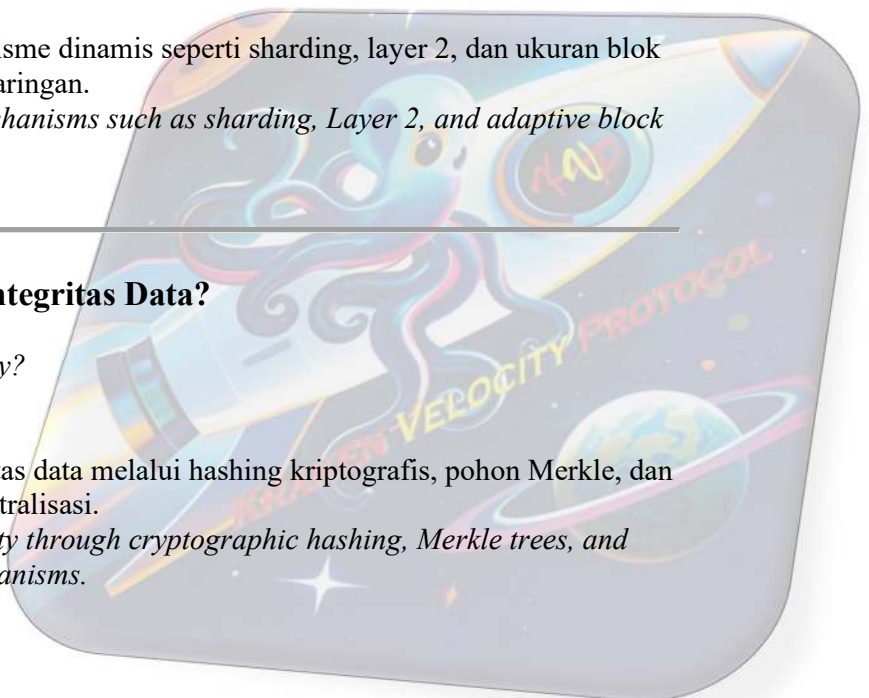 isme dinamis seperti sharding, layer 2, dan ukuran blok
aringan.
hanisms such as sharding, Layer 2, and adaptive block
ntegritas Data?
y?
as data melalui hashing kriptografis, pohon Merkle, dan
tralisasi.
ty through cryptographic hashing, Merkle trees, and
anisms.
KRAKEN VELOCITY PROTOCOL